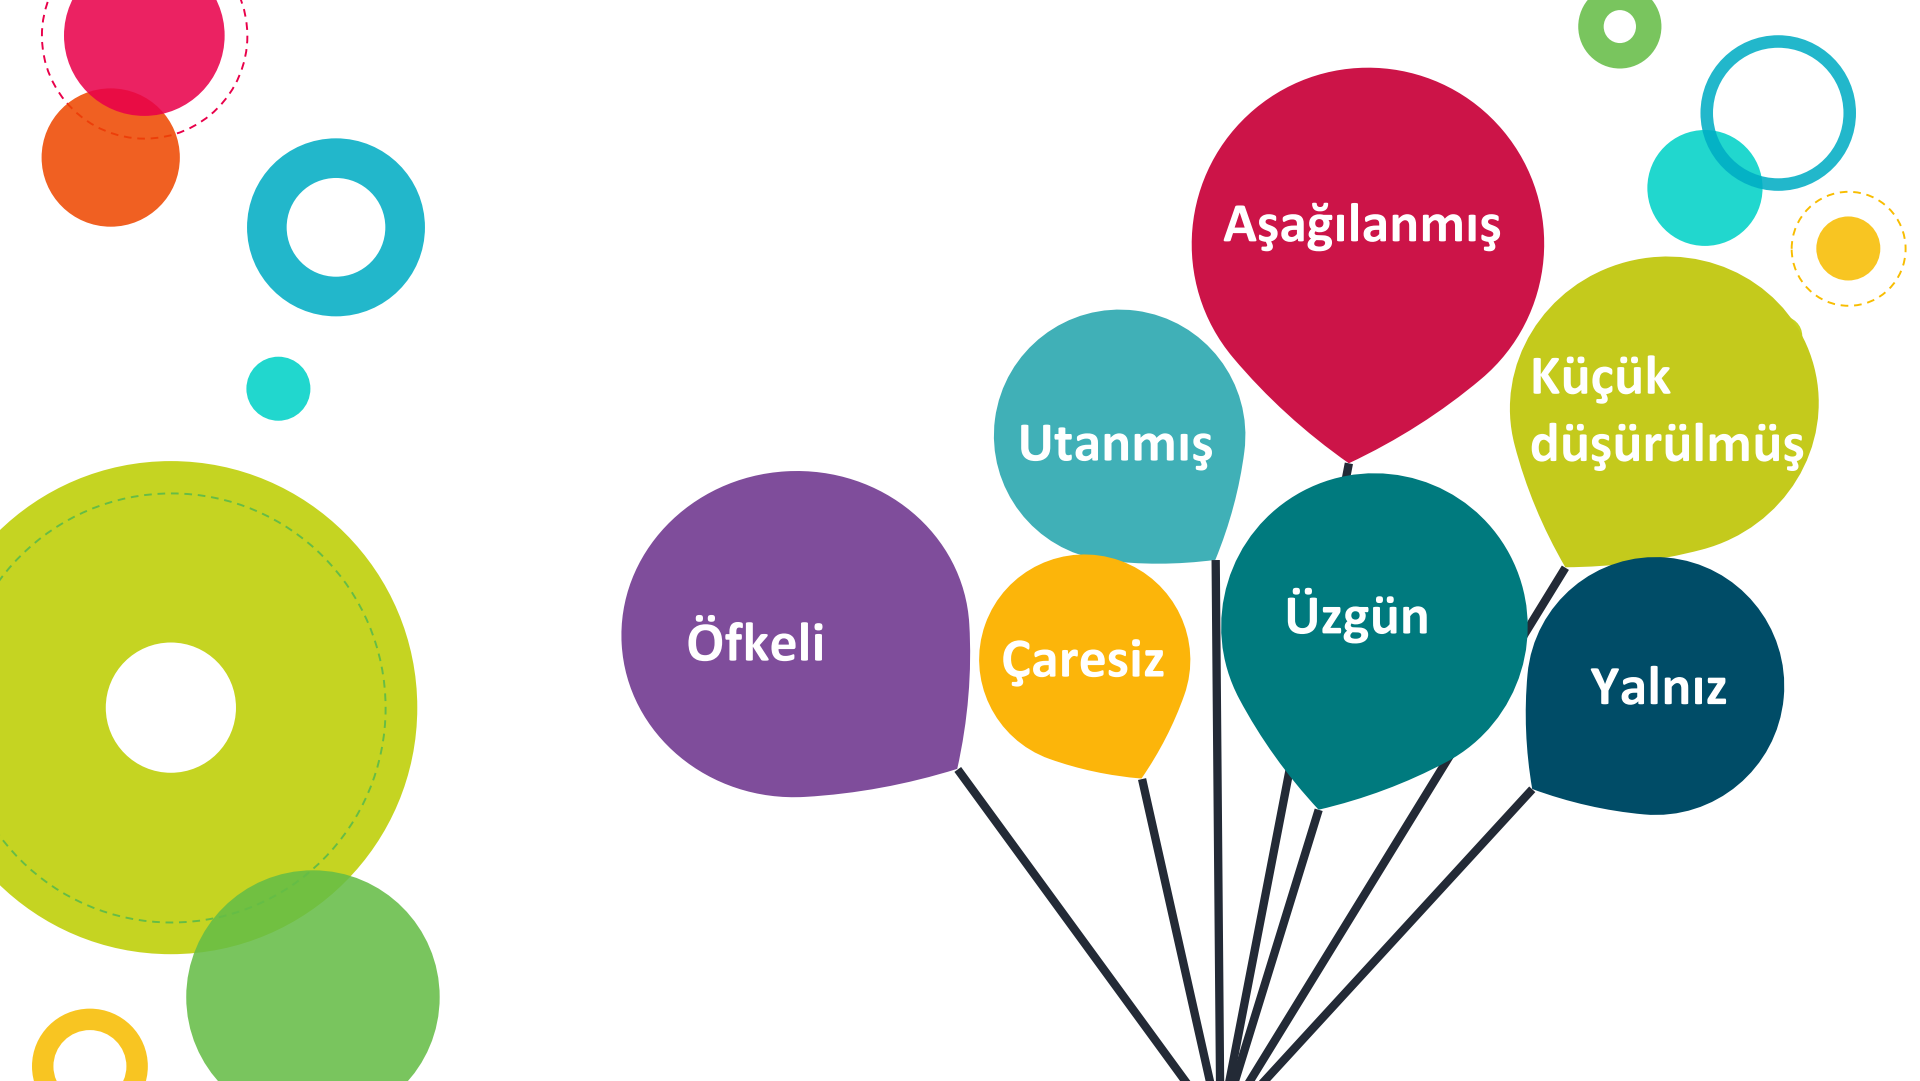 Aşağılanmış
Küçük
düşürülmüş
Utanmış
Üzgün
Öfkeli
Çaresiz
Yalnız